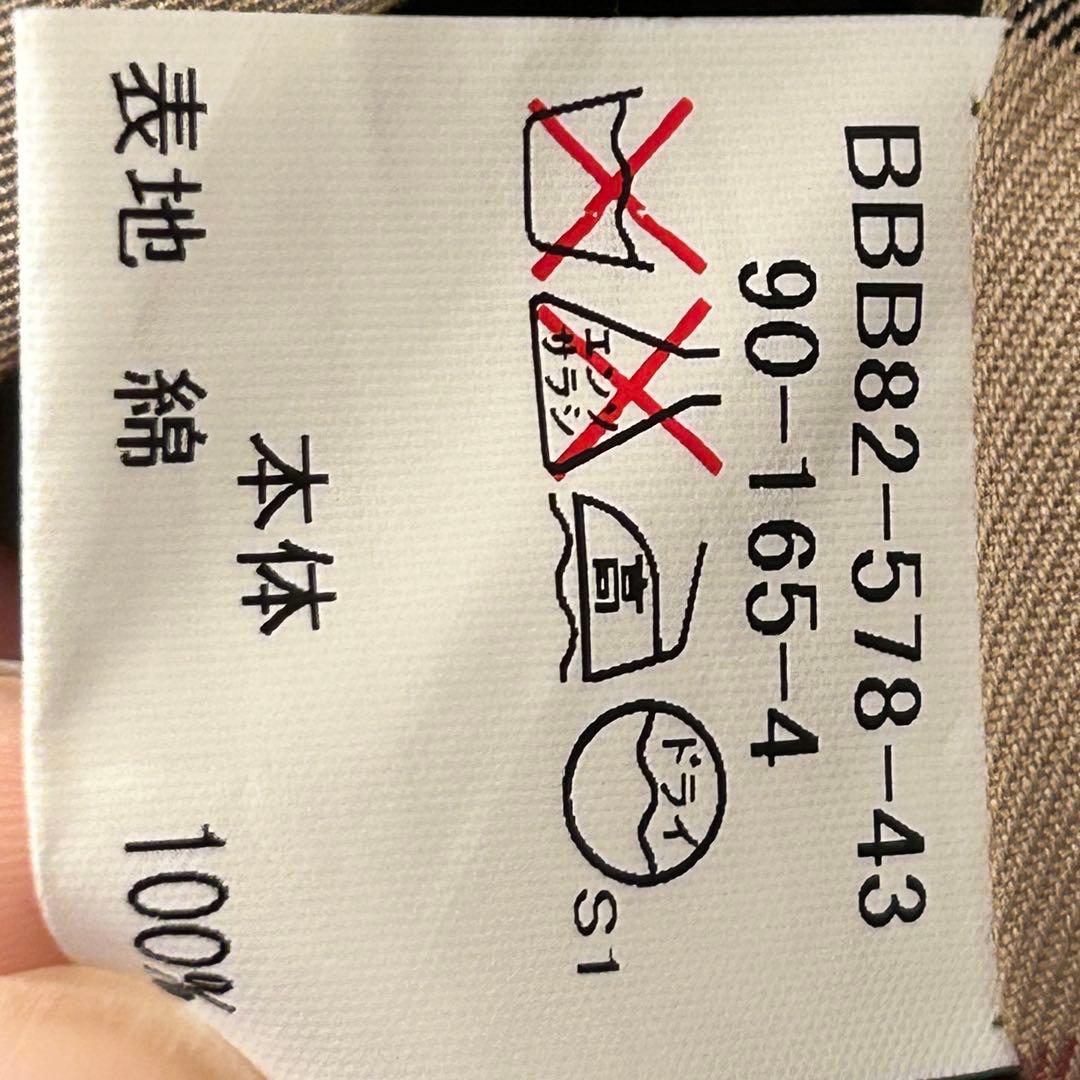 BBB82-578-43
90-165-4
エンソ
サラシ
高
ドライ
S1
本体
表地 綿 100%